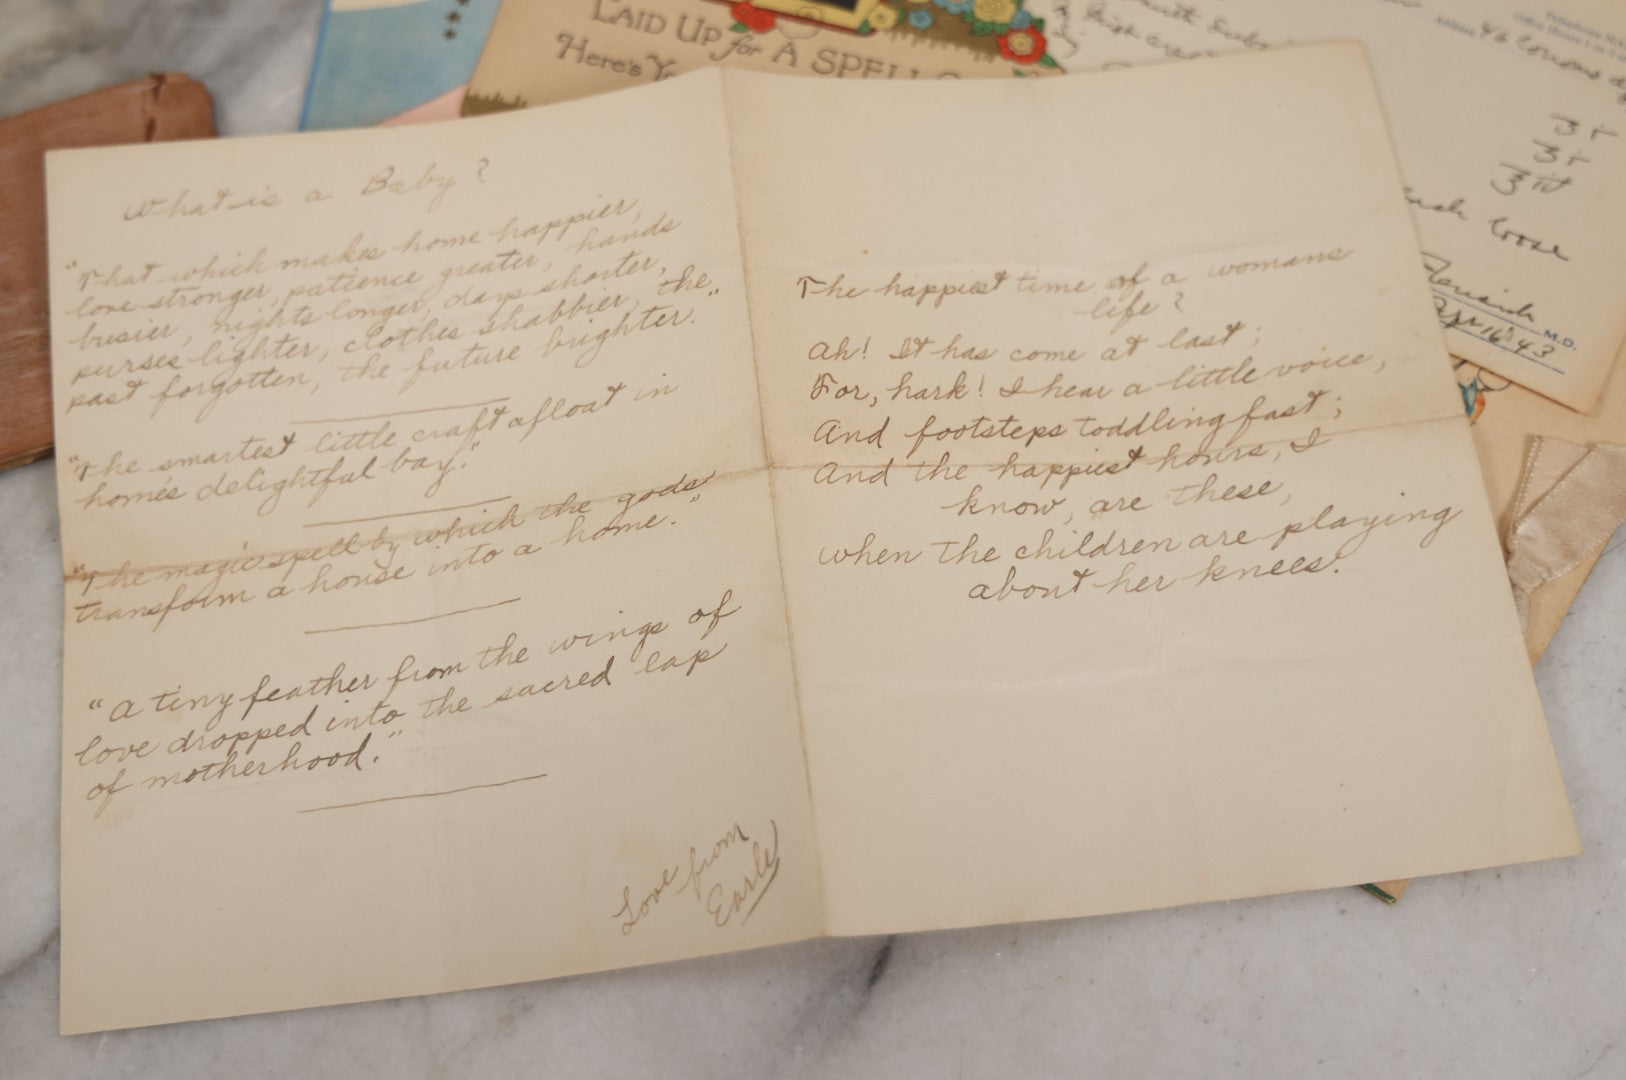 What is a Baby?
"That which makes home happier,
love stronger, patience greater, hands
busier, nights longer, days shorter,
purses lighter, clothes shabbier, the
past forgotten, the future brighter."
"The smartest little craft afloat in
home's delightful bay."
"The magic spell by which the gods
transform a house into a home."
"A tiny feather from the wings of
love dropped into the sacred lap
of motherhood."
Love from
Earle
The happiest time of a womans
life?
Ah! It has come at last;
For, hark! I hear a little voice,
And footsteps toddling fast;
And the happiest hours, I
know, are these,
when the children are playing
about her knees.
LAID UP for A SPELL
Here's
46
3
3
3
Loose
M.D.
16 43